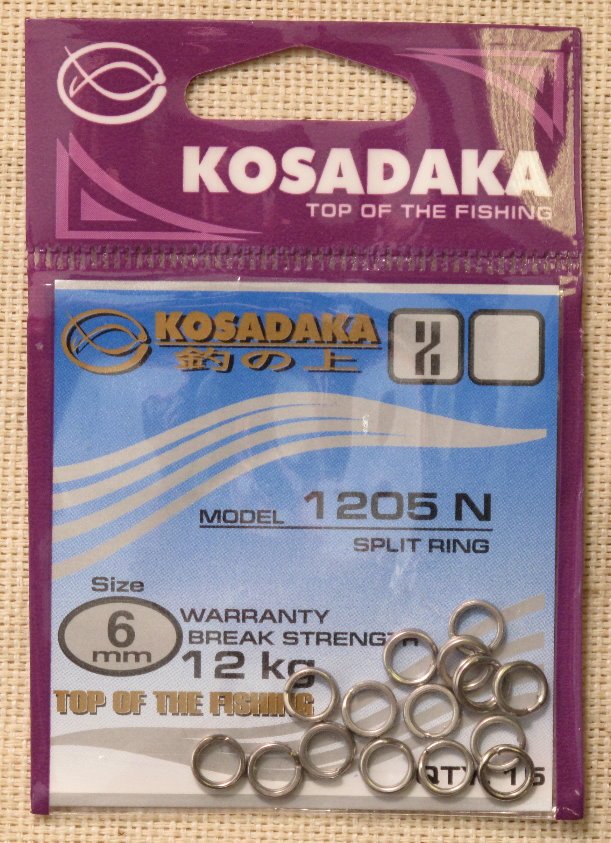 KOSADAKA
TOP OF THE FISHING
KOSADAKA
釣の上
MODEL 1205 N
SPLIT RING
Size
6
mm
WARRANTY
BREAK STRENGTH
12 kg
TOP OF THE FISHING
QTY 15